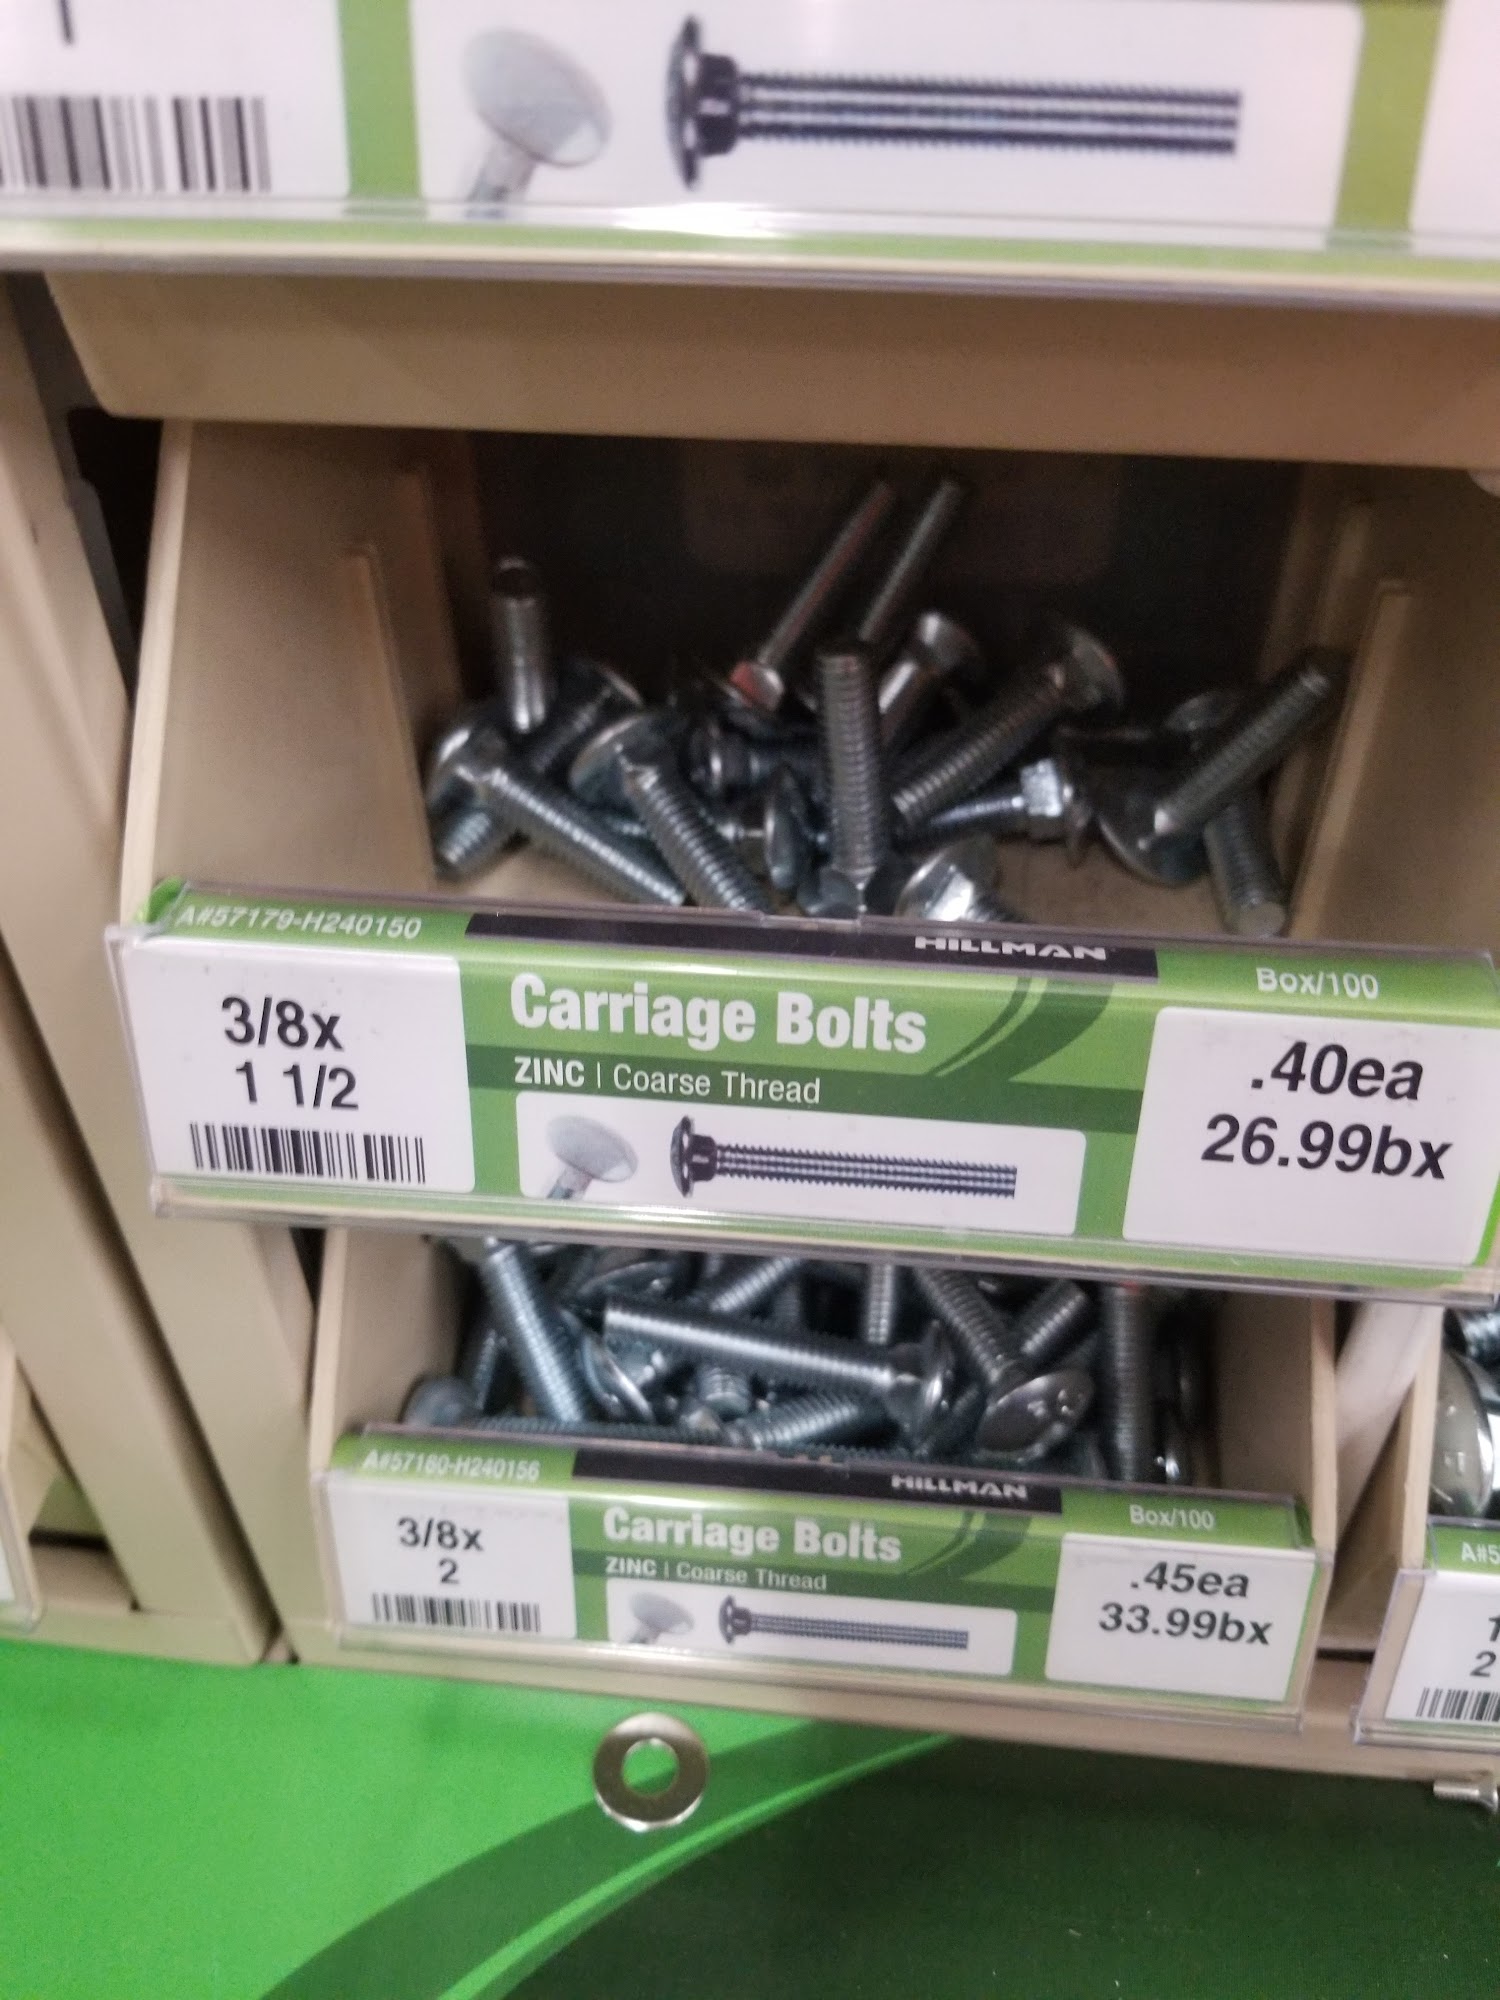 A#57179-H240150
HILLMAN
Box/100
3/8x
1 1/2
Carriage Bolts
ZINC | Coarse Thread
.40ea
26.99bx
A#57180-H240156
HILLMAN
Box/100
3/8x
2
Carriage Bolts
ZINC | Coarse Thread
.45ea
33.99bx
2